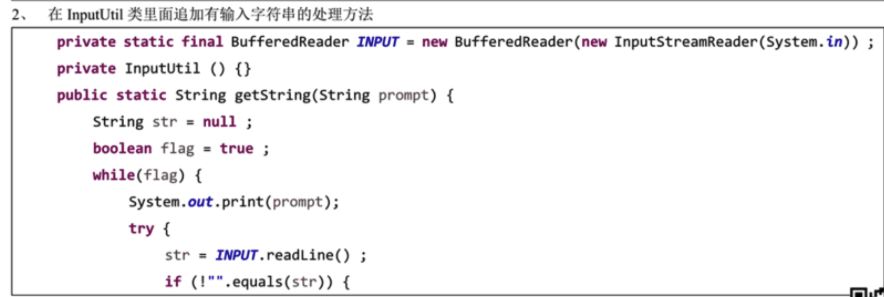 2、 在 InputUtil 类里面追加有输入字符串的处理方法
private static final BufferedReader INPUT = new BufferedReader(new InputStreamReader(System.in)) ;
private InputUtil () {}
public static String getString(String prompt) {
String str = null ;
boolean flag = true ;
while(flag) {
System.out.print(prompt);
try {
str = INPUT.readLine() ;
if (!"".equals(str)) {